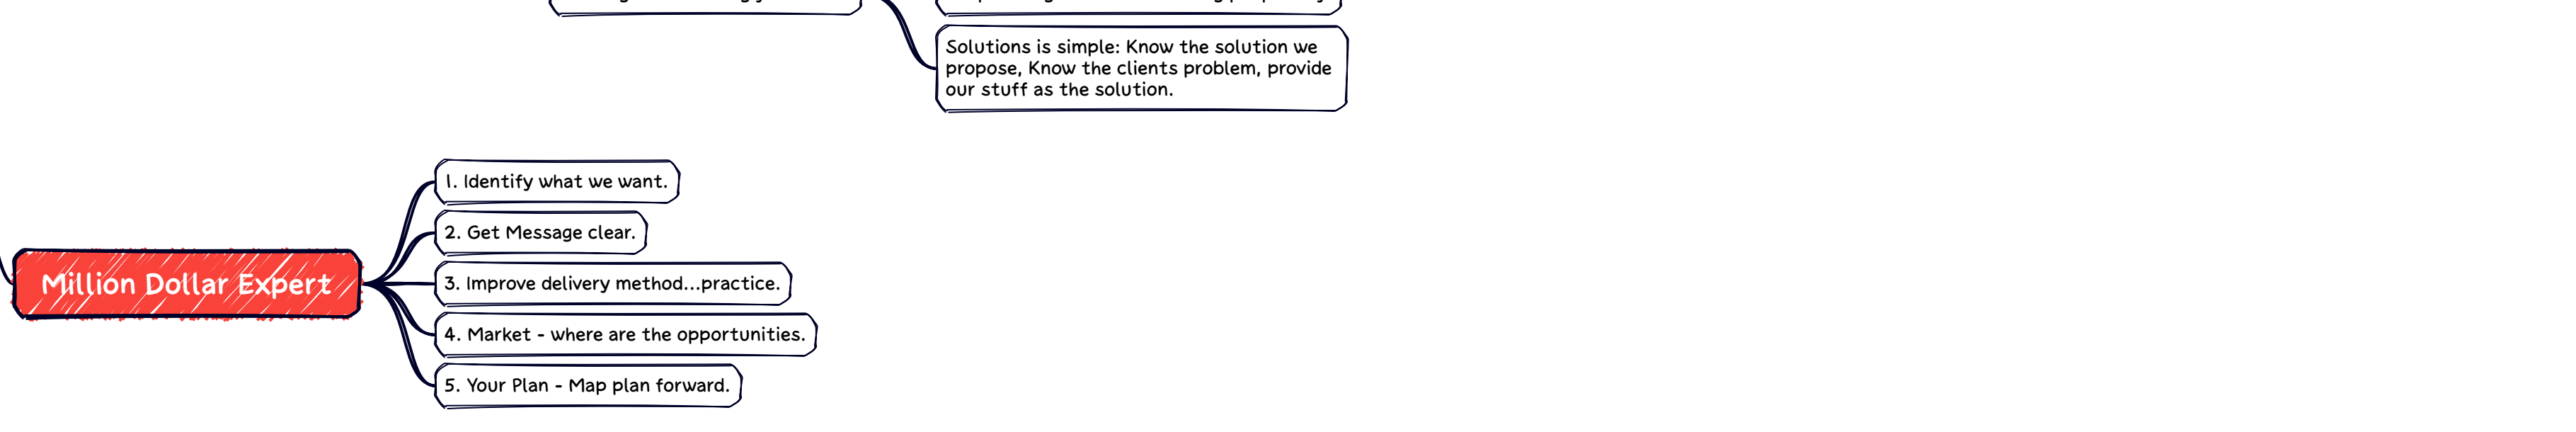 Solutions is simple: Know the solution we
propose, Know the clients problem, provide
our stuff as the solution.
Million Dollar Expert
1. Identify what we want.
2. Get Message clear.
3. Improve delivery method...practice.
4. Market - where are the opportunities.
5. Your Plan - Map plan forward.